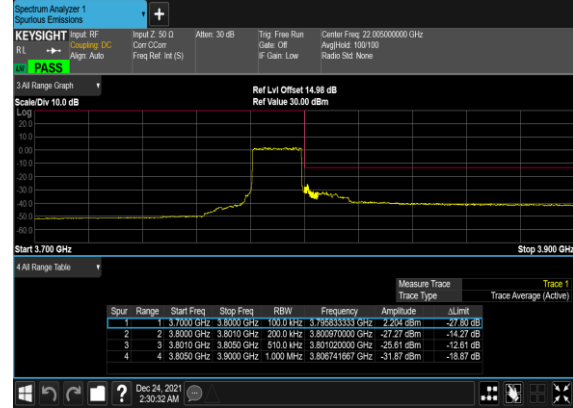 Spectrum Analyzer 1
Spurious Emissions
KEYSIGHT Input: RF Input Z: 50 Ω Atten: 30 dB Trig: Free Run Center Freq: 22.005000000 GHz
RL Coupling: DC Corr CCorr Gate: Off Avg|Hold: 100/100
Align: Auto Freq Ref: Int (S) IF Gain: Low Radio Std: None
LW PASS
3 All Range Graph
Ref Lvl Offset 14.98 dB
Scale/Div 10.0 dB Ref Value 30.00 dBm
Log
20.0
10.0
0.00
-10.0
-20.0
-30.0
-40.0
-50.0
-60.0
Start 3.700 GHz Stop 3.900 GHz
4 All Range Table
Measure Trace Trace 1
Trace Type Trace Average (Active)
Spur Range Start Freq Stop Freq RBW Frequency Amplitude ΔLimit
1 1 3.7000 GHz 3.8000 GHz 100.0 kHz 3.795833333 GHz 2.204 dBm -27.80 dB
2 2 3.8000 GHz 3.8010 GHz 200.0 kHz 3.800970000 GHz -27.27 dBm -14.27 dB
3 3 3.8010 GHz 3.8050 GHz 510.0 kHz 3.801020000 GHz -25.61 dBm -12.61 dB
4 4 3.8050 GHz 3.9000 GHz 1.000 MHz 3.806741667 GHz -31.87 dBm -18.87 dB
Dec 24, 2021
2:30:32 AM